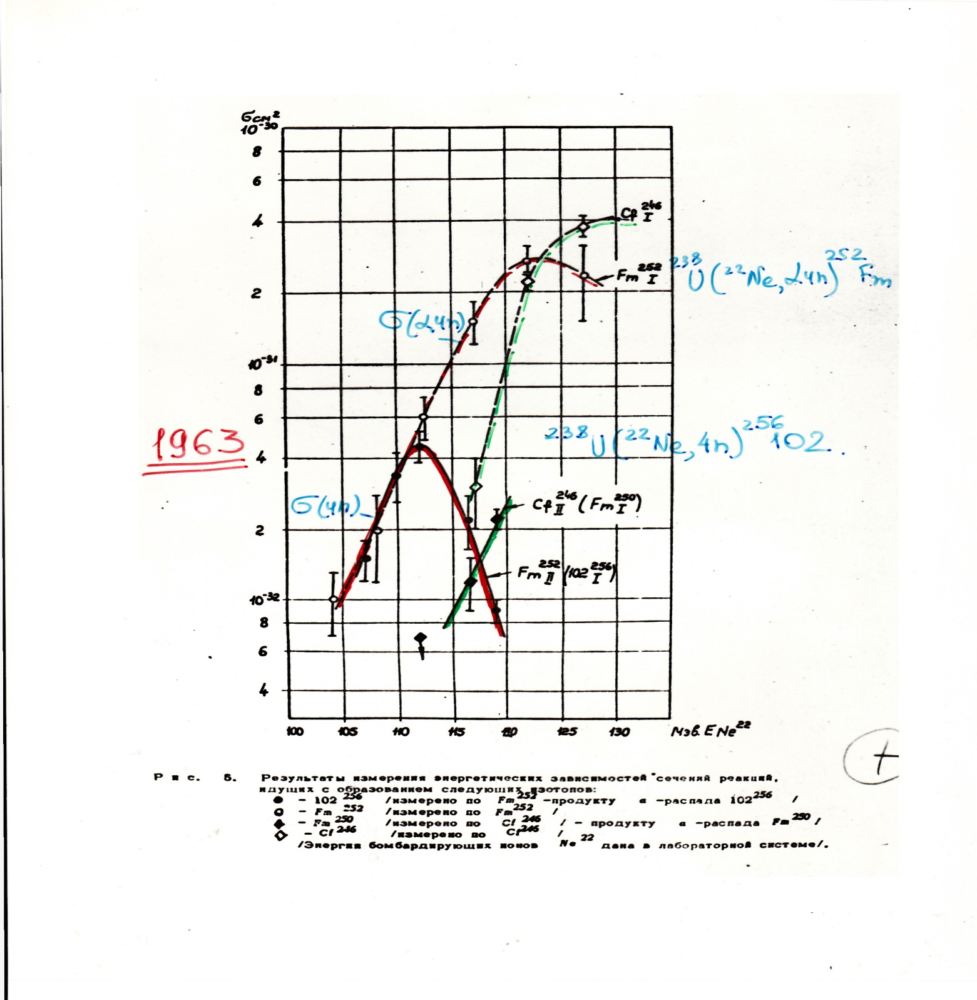 σ см²
10⁻³⁰
8
6
4
2
10⁻³¹
8
6
4
2
10⁻³²
8
6
4
100 105 110 115 120 125 130 Мэв. E Ne²²
Cf²⁴⁶ I
Fm²⁵² I
²³⁸U(²²Ne, α4n)²⁵²Fm
σ(α,4n)
1963
²³⁸U(²²Ne, 4n)²⁵⁶102.
σ(4n)
Cf²⁴⁶ II (Fm²⁵⁰ I)
Fm²⁵² II (102²⁵⁶ I)
+
Рис. 5. Результаты измерения энергетических зависимостей сечений реакций,
идущих с образованием следующих изотопов:
● – 102²⁵⁶ /измерено по Fm²⁵² –продукту α –распада 102²⁵⁶ /
○ – Fm²⁵² /измерено по Fm²⁵² /
◆ – Fm²⁵⁰ /измерено по Cf²⁴⁶ / – продукту α –распада Fm²⁵⁰ /
◇ – Cf²⁴⁶ /измерено по Cf²⁴⁶ /
/Энергия бомбардирующих ионов Ne²² дана в лабораторной системе/.